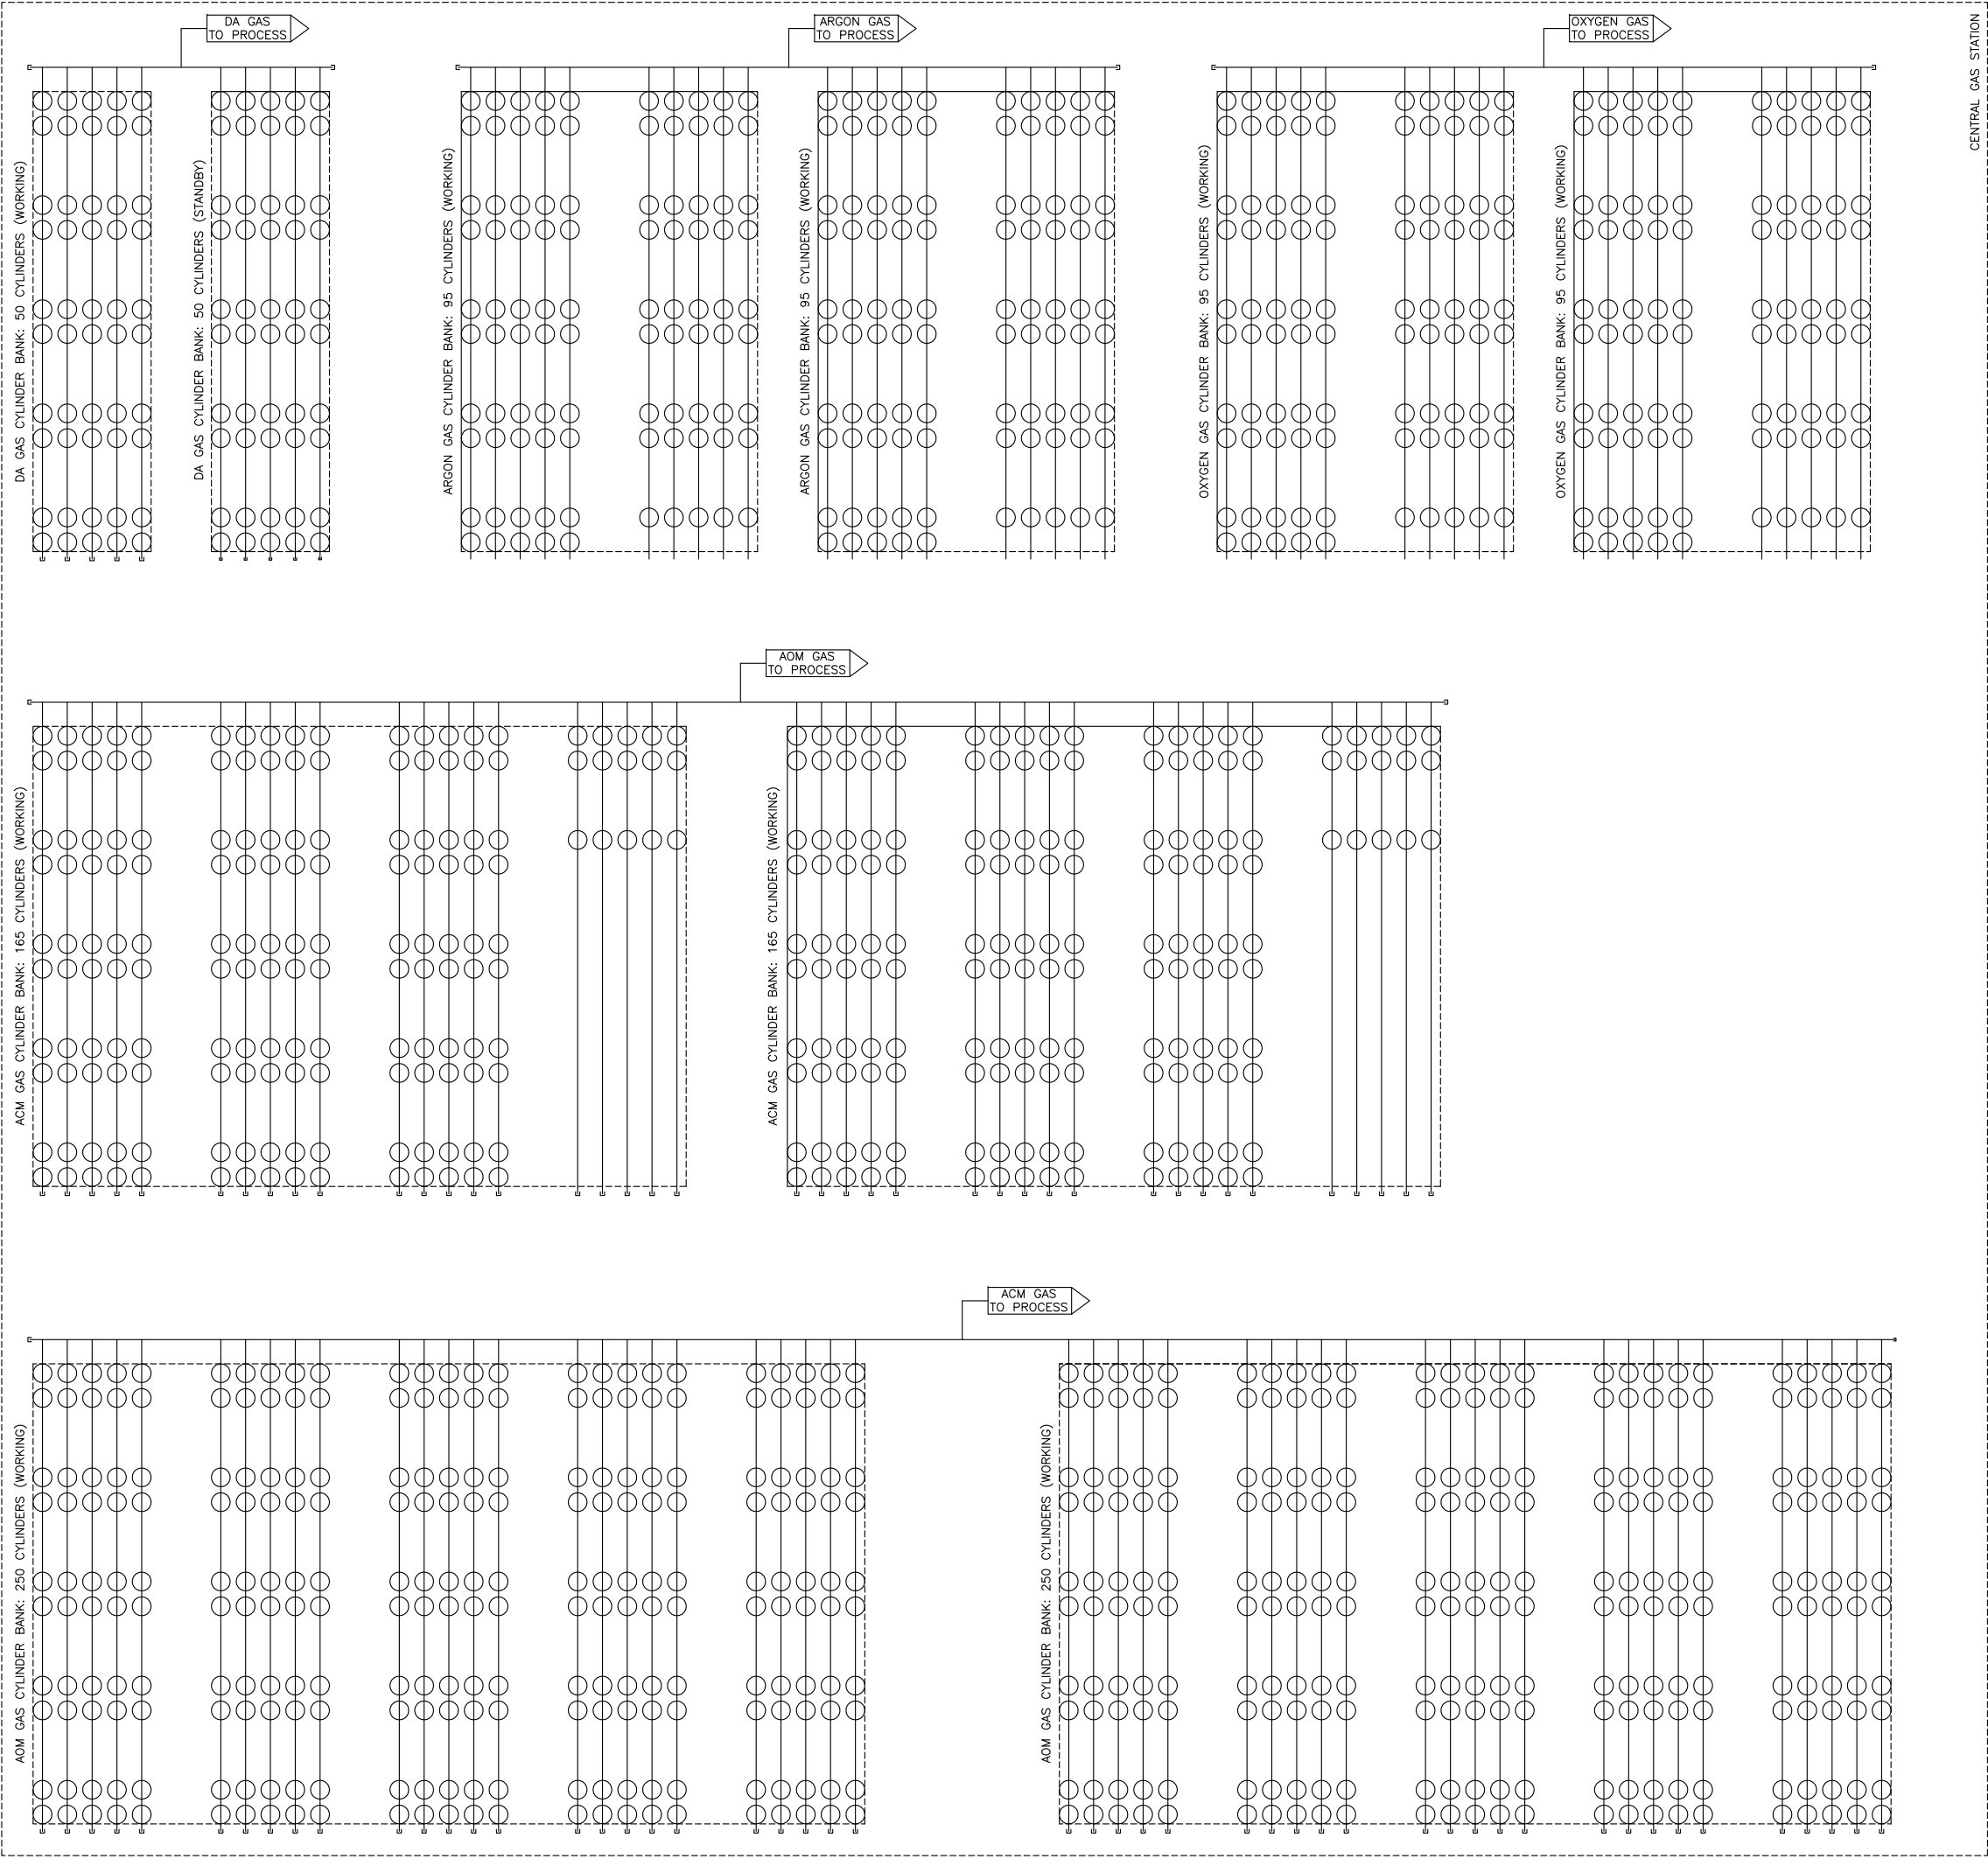 DA GAS
TO PROCESS
ARGON GAS
TO PROCESS
OXYGEN GAS
TO PROCESS
CENTRAL GAS STATION
DA GAS CYLINDER BANK: 50 CYLINDERS (WORKING)
DA GAS CYLINDER BANK: 50 CYLINDERS (STANDBY)
ARGON GAS CYLINDER BANK: 95 CYLINDERS (WORKING)
ARGON GAS CYLINDER BANK: 95 CYLINDERS (WORKING)
OXYGEN GAS CYLINDER BANK: 95 CYLINDERS (WORKING)
OXYGEN GAS CYLINDER BANK: 95 CYLINDERS (WORKING)
AOM GAS
TO PROCESS
ACM GAS CYLINDER BANK: 165 CYLINDERS (WORKING)
ACM GAS CYLINDER BANK: 165 CYLINDERS (WORKING)
ACM GAS
TO PROCESS
AOM GAS CYLINDER BANK: 250 CYLINDERS (WORKING)
AOM GAS CYLINDER BANK: 250 CYLINDERS (WORKING)